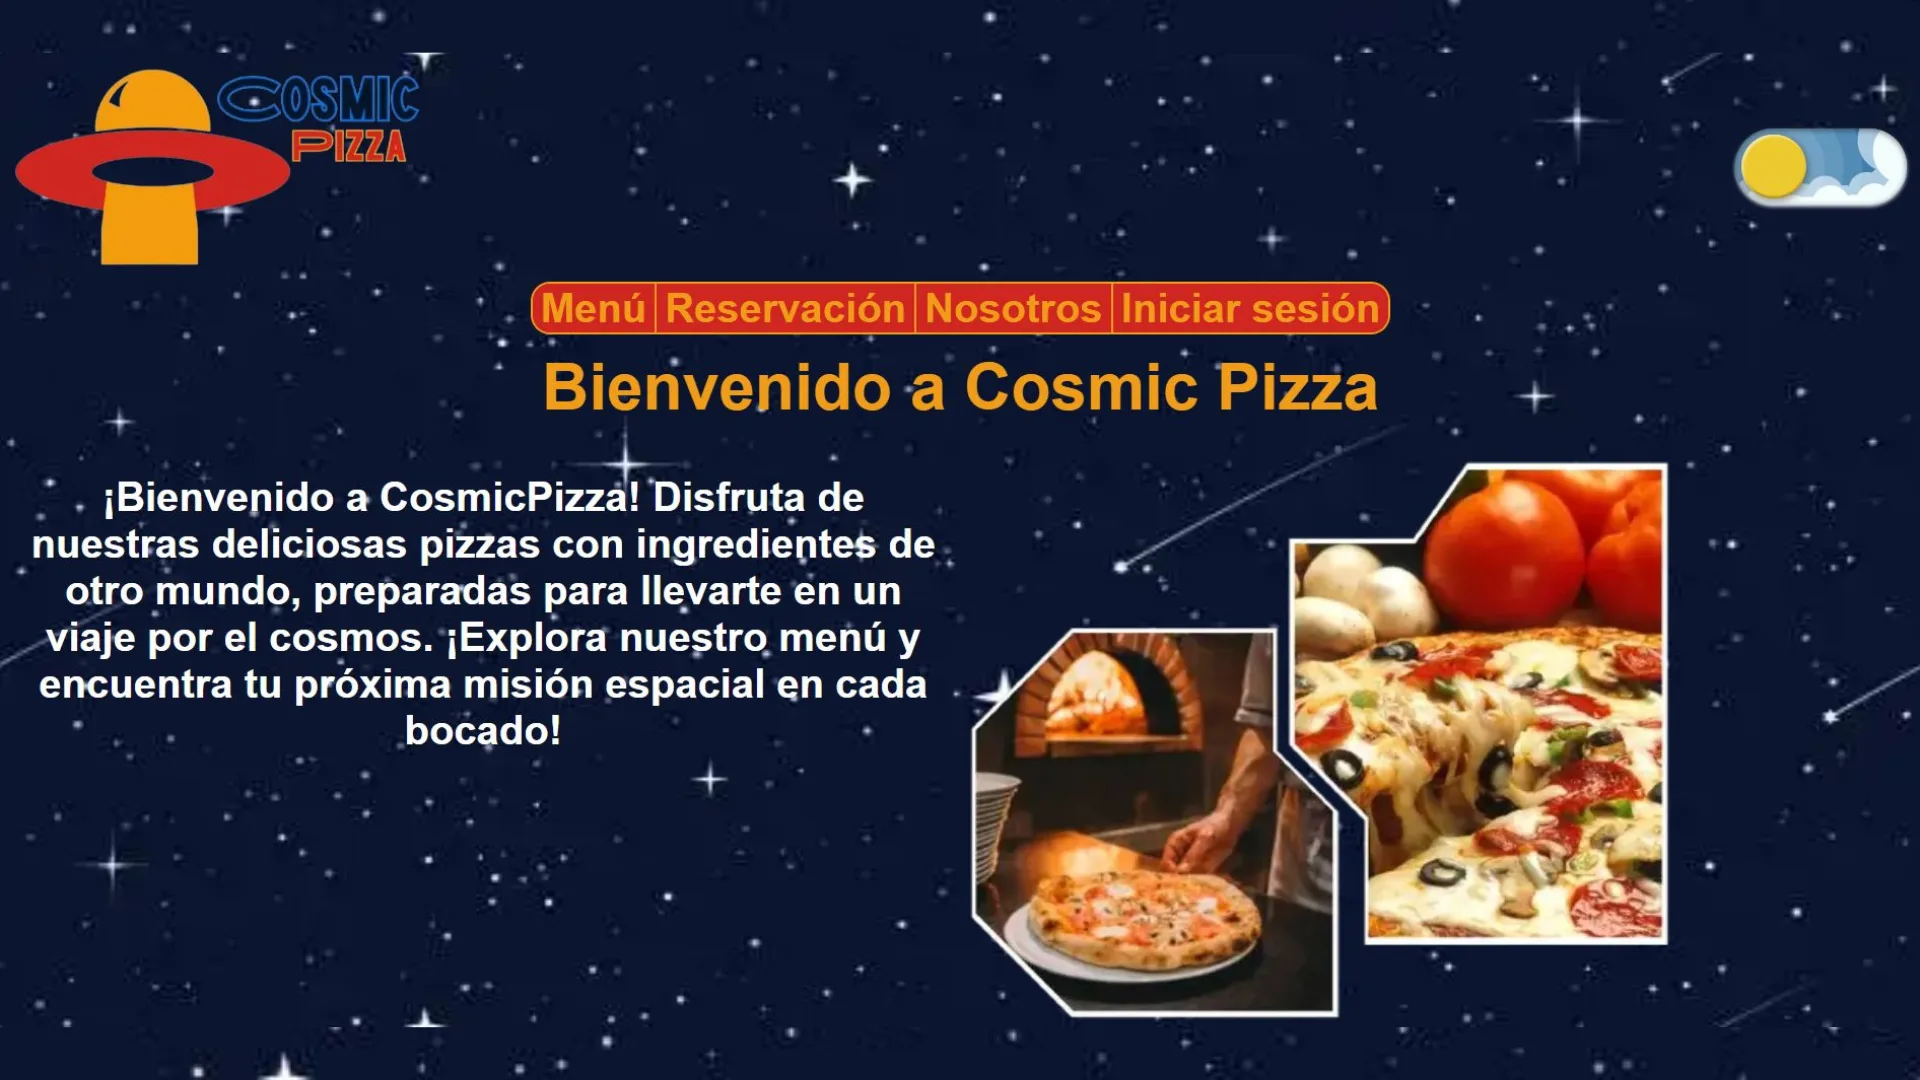 COSMIC
PIZZA
Menú Reservación Nosotros Iniciar sesión
Bienvenido a Cosmic Pizza
¡Bienvenido a CosmicPizza! Disfruta de
nuestras deliciosas pizzas con ingredientes de
otro mundo, preparadas para llevarte en un
viaje por el cosmos. ¡Explora nuestro menú y
encuentra tu próxima misión espacial en cada
bocado!